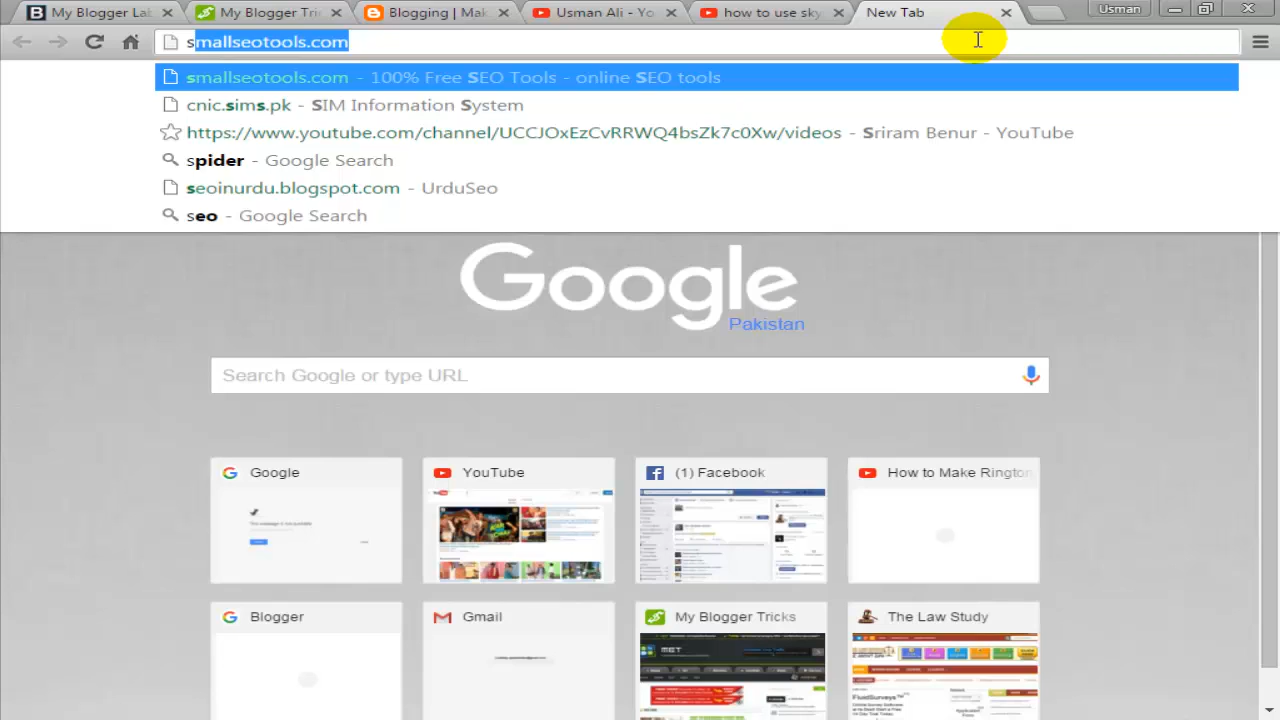 My Blogger Lab
My Blogger Tri
Blogging | Mak
Usman Ali - Yo
how to use sky
New Tab
Usman
smallseotools.com
smallseotools.com - 100% Free SEO Tools - online SEO tools
cnic.sims.pk - SIM Information System
https://www.youtube.com/channel/UCCJOxEzCvRRWQ4bsZk7c0Xw/videos - Sriram Benur - YouTube
spider - Google Search
seoinurdu.blogspot.com - UrduSeo
seo - Google Search
Google
Pakistan
Search Google or type URL
Google
YouTube
(1) Facebook
How to Make Rington
Blogger
Gmail
My Blogger Tricks
The Law Study
MBT
FluidSurveys